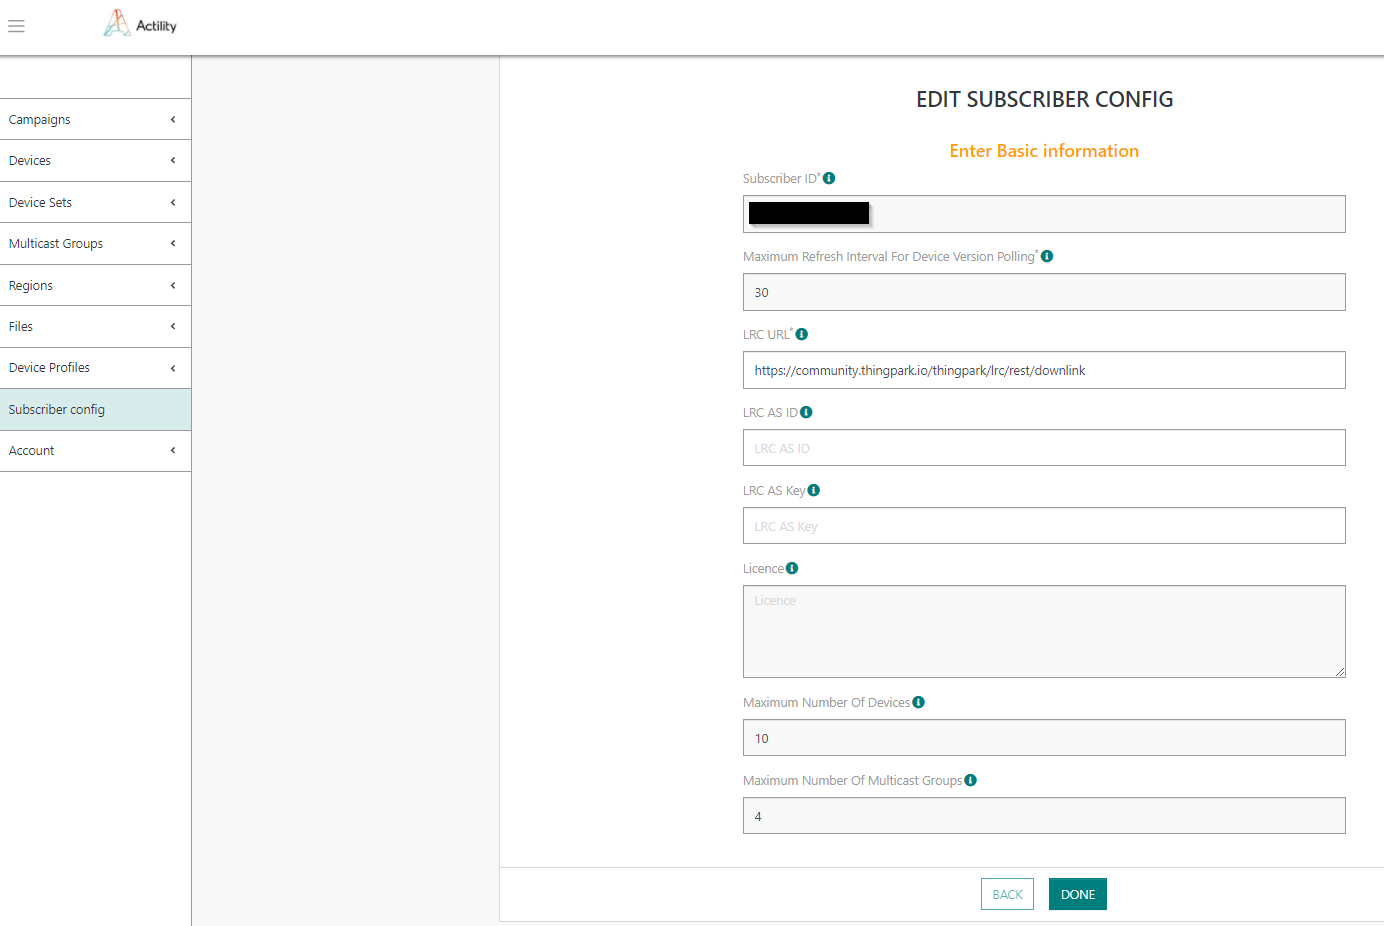 Actility
Campaigns
Devices
Device Sets
Multicast Groups
Regions
Files
Device Profiles
Subscriber config
Account
EDIT SUBSCRIBER CONFIG
Enter Basic information
Subscriber ID*
Maximum Refresh Interval For Device Version Polling*
30
LRC URL*
https://community.thingpark.io/thingpark/lrc/rest/downlink
LRC AS ID
LRC AS ID
LRC AS Key
LRC AS Key
Licence
Licence
Maximum Number Of Devices
10
Maximum Number Of Multicast Groups
4
BACK DONE